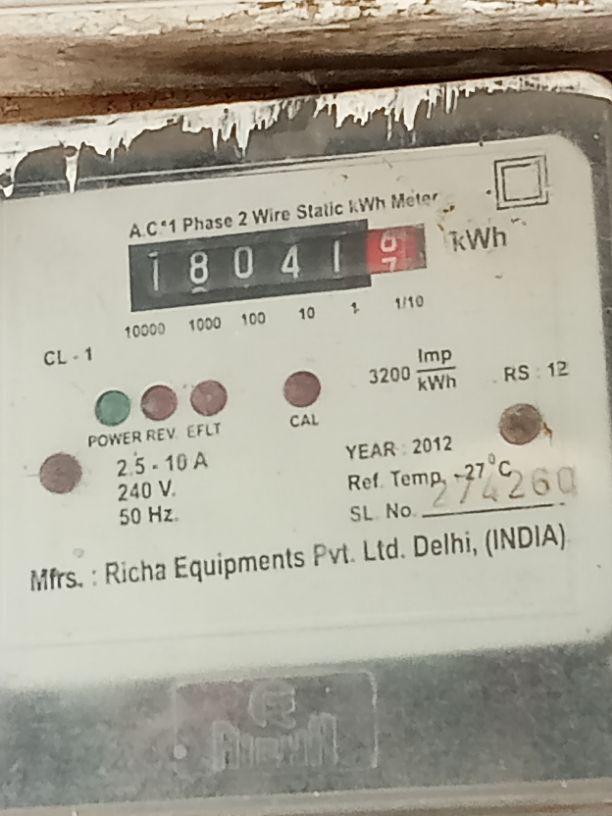 A.C 1 Phase 2 Wire Static kWh Meter
1 8 0 4 1 6 kWh
7
10000 1000 100 10 1 1/10
CL - 1
3200 Imp/kWh RS : 12
POWER REV. EFLT CAL
2.5 - 10 A
240 V.
50 Hz.
YEAR : 2012
Ref. Temp. -27°C
SL. No. 274260
Mfrs. : Richa Equipments Pvt. Ltd. Delhi, (INDIA)